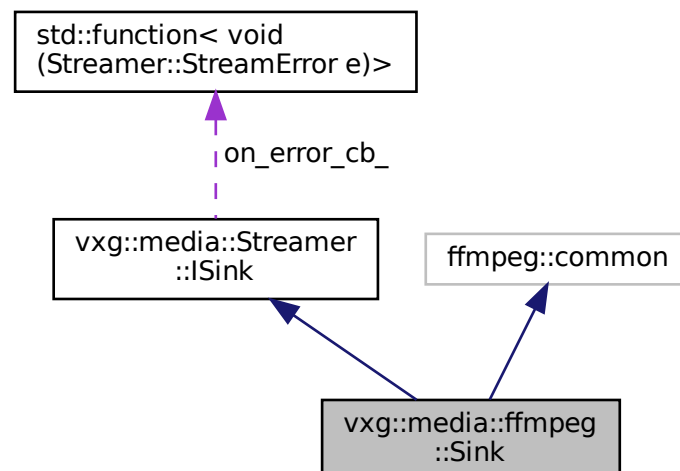 std::function< void
(Streamer::StreamError e)>
on_error_cb_
vxg::media::Streamer
::ISink
ffmpeg::common
vxg::media::ffmpeg
::Sink